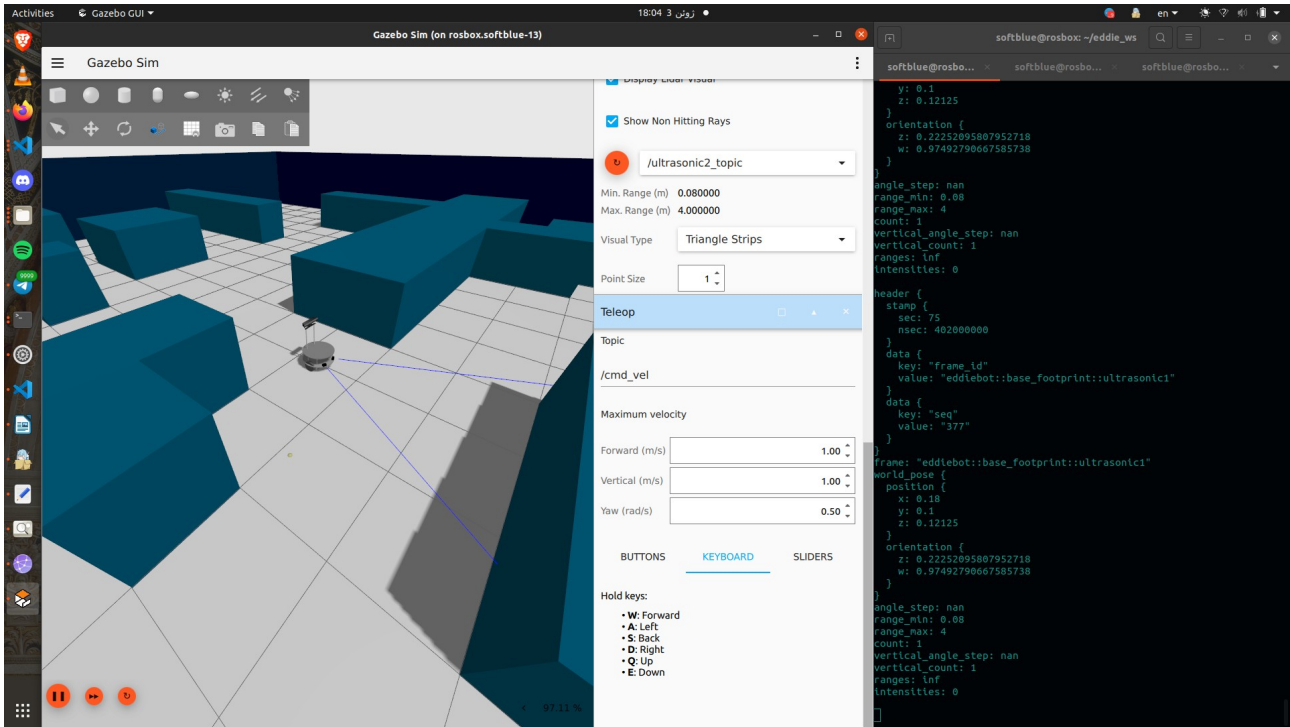 Activities
Gazebo GUI
18:04 3 ژوئن
en
Gazebo Sim (on rosbox.softblue-13)
Gazebo Sim
Display Lidar Visual
Show Non Hitting Rays
/ultrasonic2_topic
Min. Range (m) 0.080000
Max. Range (m) 4.000000
Visual Type Triangle Strips
Point Size 1
Teleop
Topic
/cmd_vel
Maximum velocity
Forward (m/s) 1.00
Vertical (m/s) 1.00
Yaw (rad/s) 0.50
BUTTONS KEYBOARD SLIDERS
Hold keys:
• W: Forward
• A: Left
• S: Back
• D: Right
• Q: Up
• E: Down
97.11 %
9999
softblue@rosbox: ~/eddie_ws
softblue@rosbo... softblue@rosbo... softblue@rosbo...
y: 0.1
z: 0.12125
}
orientation {
z: 0.22252095807952718
w: 0.97492790667585738
}
}
angle_step: nan
range_min: 0.08
range_max: 4
count: 1
vertical_angle_step: nan
vertical_count: 1
ranges: inf
intensities: 0
header {
stamp {
sec: 75
nsec: 402000000
}
data {
key: "frame_id"
value: "eddiebot::base_footprint::ultrasonic1"
}
data {
key: "seq"
value: "377"
}
}
frame: "eddiebot::base_footprint::ultrasonic1"
world_pose {
position {
x: 0.18
y: 0.1
z: 0.12125
}
orientation {
z: 0.22252095807952718
w: 0.97492790667585738
}
}
angle_step: nan
range_min: 0.08
range_max: 4
count: 1
vertical_angle_step: nan
vertical_count: 1
ranges: inf
intensities: 0